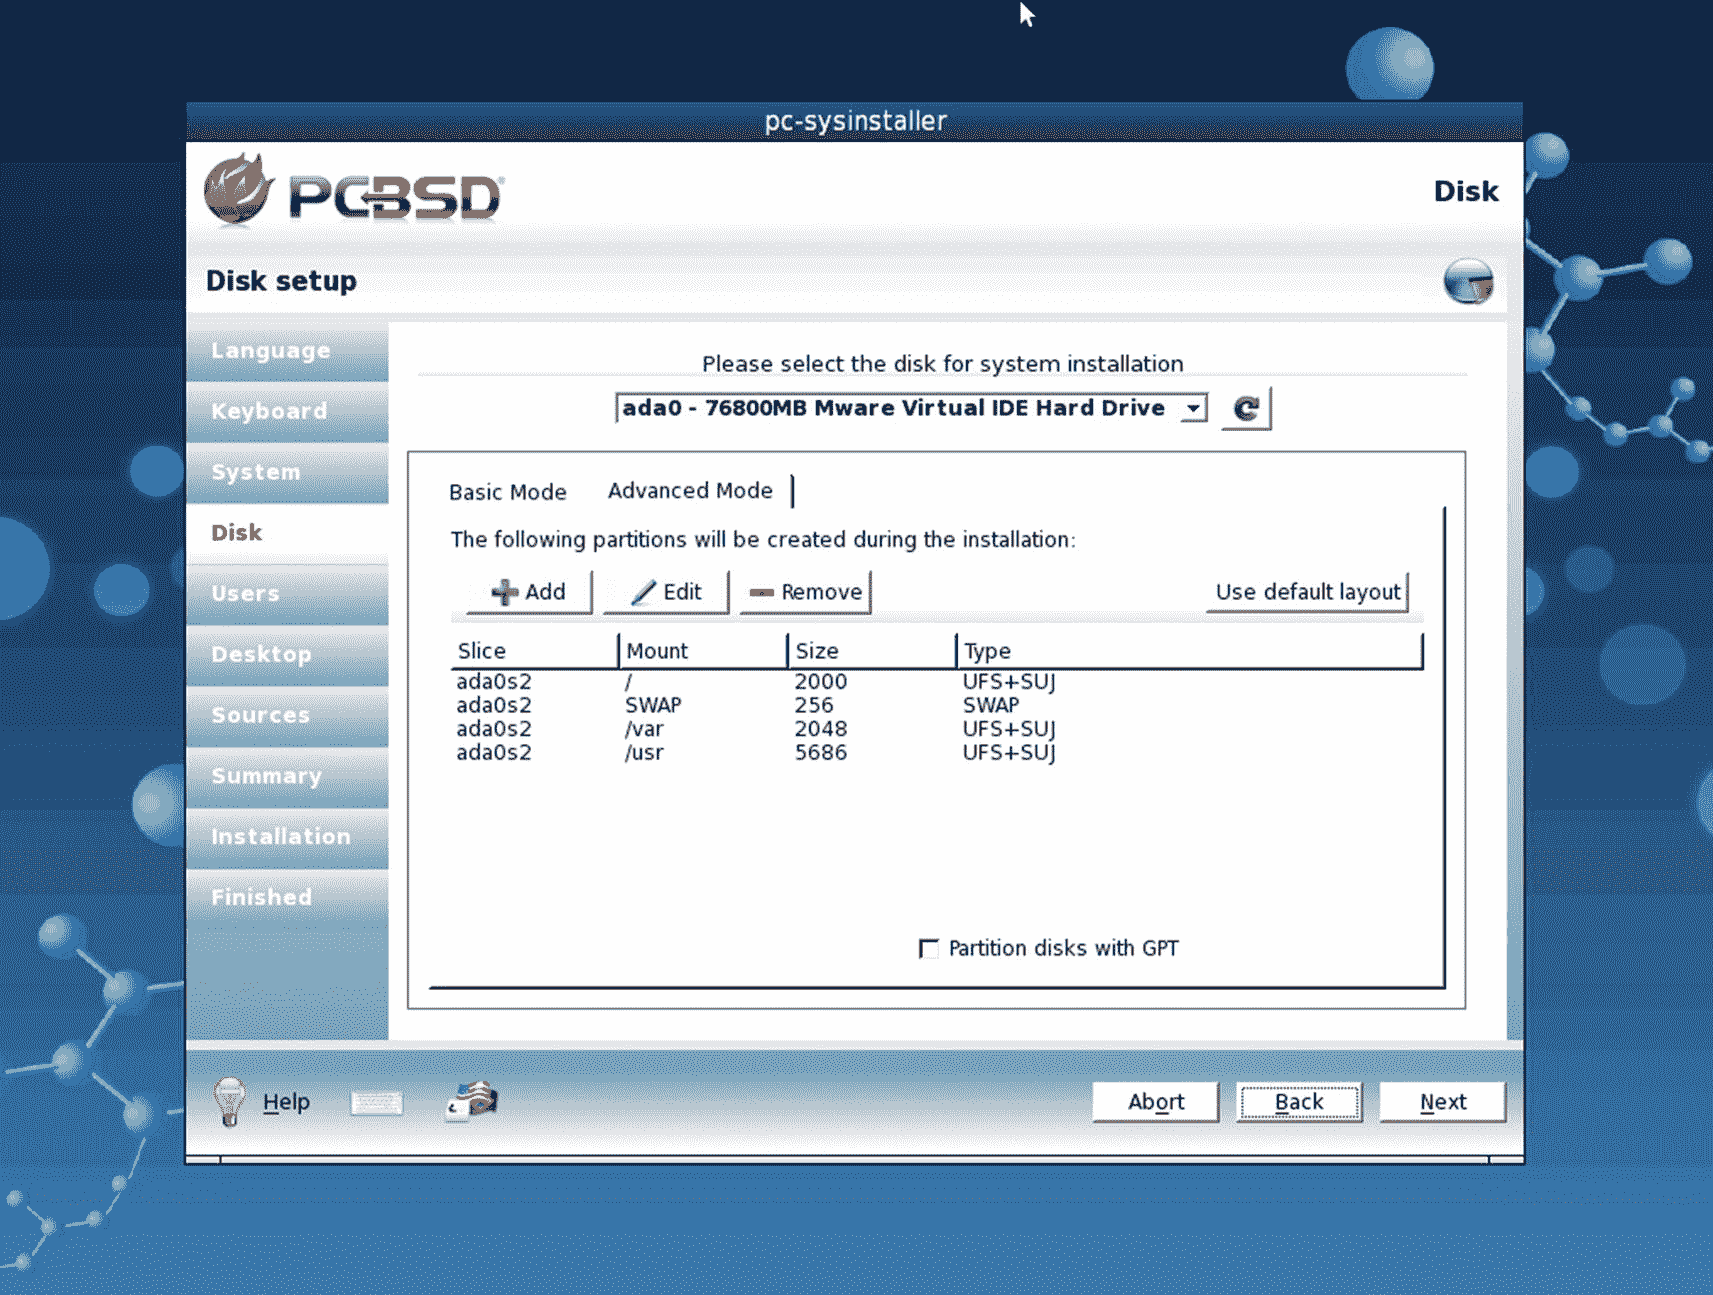 pc-sysinstaller
PCBSD®
Disk
Disk setup
Language
Keyboard
System
Disk
Users
Desktop
Sources
Summary
Installation
Finished
Please select the disk for system installation
ada0 - 76800MB Mware Virtual IDE Hard Drive
Basic Mode Advanced Mode
The following partitions will be created during the installation:
Add Edit Remove Use default layout
Slice Mount Size Type
ada0s2 / 2000 UFS+SUJ
ada0s2 SWAP 256 SWAP
ada0s2 /var 2048 UFS+SUJ
ada0s2 /usr 5686 UFS+SUJ
Partition disks with GPT
Help Abort Back Next